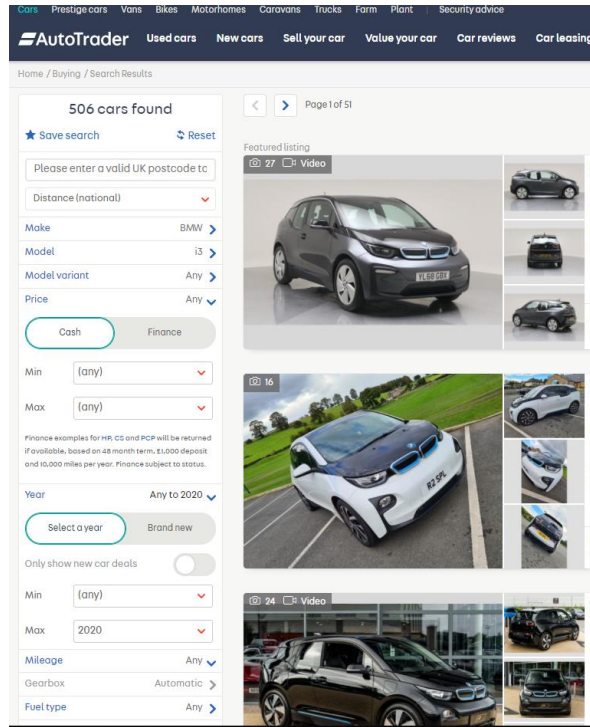 Cars Prestige cars Vans Bikes Motorhomes Caravans Trucks Farm Plant Security advice
AutoTrader Used cars New cars Sell your car Value your car Car reviews Car leasing
Home / Buying / Search Results
506 cars found
Save search Reset
Please enter a valid UK postcode to
Distance (national)
Make BMW
Model i3
Model variant Any
Price Any
Cash Finance
Min (any)
Max (any)
Finance examples for HP, CS and PCP will be returned
if available, based on 48 month term, £1,000 deposit
and 10,000 miles per year. Finance subject to status.
Year Any to 2020
Select a year Brand new
Only show new car deals
Min (any)
Max 2020
Mileage Any
Gearbox Automatic
Fuel type Any
Page 1 of 51
Featured listing
27 Video
YL68 GBX
16
R2 SPL
24 Video